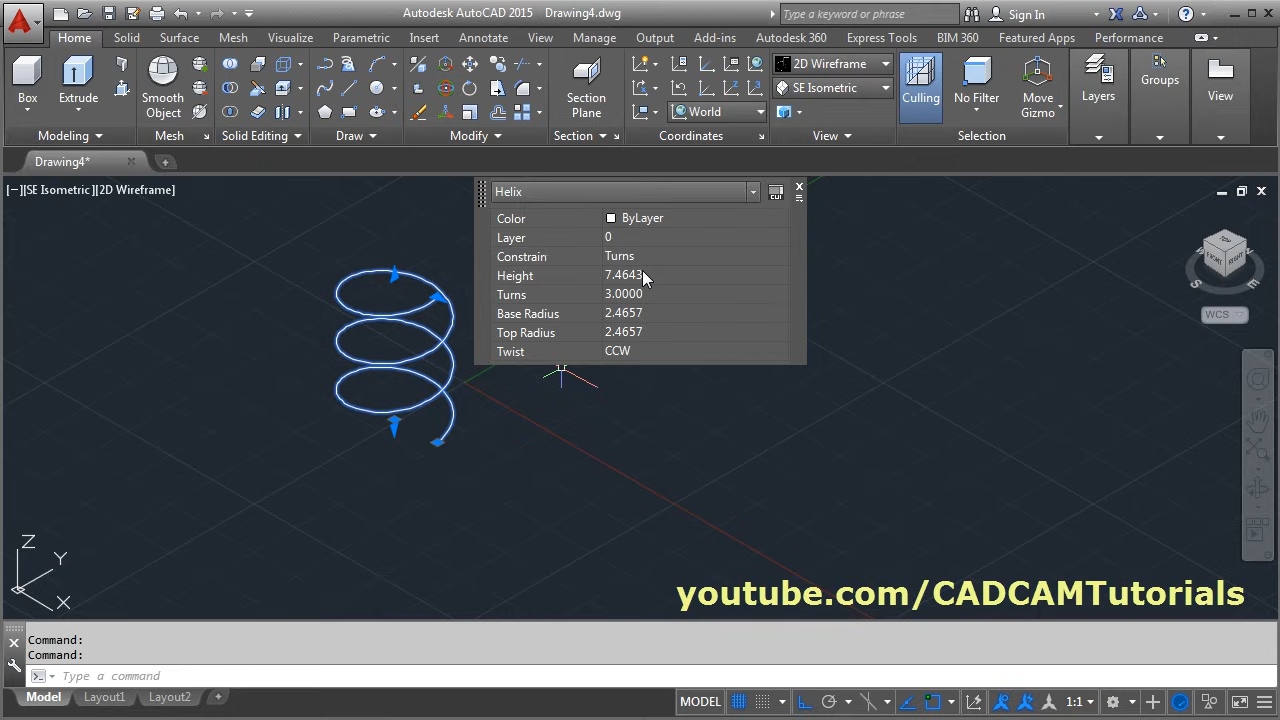 Autodesk AutoCAD 2015 Drawing4.dwg
Type a keyword or phrase
Sign In
Home Solid Surface Mesh Visualize Parametric Insert Annotate View Manage Output Add-ins Autodesk 360 Express Tools BIM 360 Featured Apps Performance
Box
Extrude
Smooth
Object
Section
Plane
World
2D Wireframe
SE Isometric
Culling
No Filter
Move
Gizmo
Layers
Groups
View
Modeling
Mesh
Solid Editing
Draw
Modify
Section
Coordinates
View
Selection
Drawing4*
[−][SE Isometric][2D Wireframe]
Helix
CUI
Color ByLayer
Layer 0
Constrain Turns
Height 7.4643
Turns 3.0000
Base Radius 2.4657
Top Radius 2.4657
Twist CCW
FRONT
S
E
WCS
Z
Y
X
youtube.com/CADCAMTutorials
Command:
Command:
Type a command
Model Layout1 Layout2
MODEL
1:1